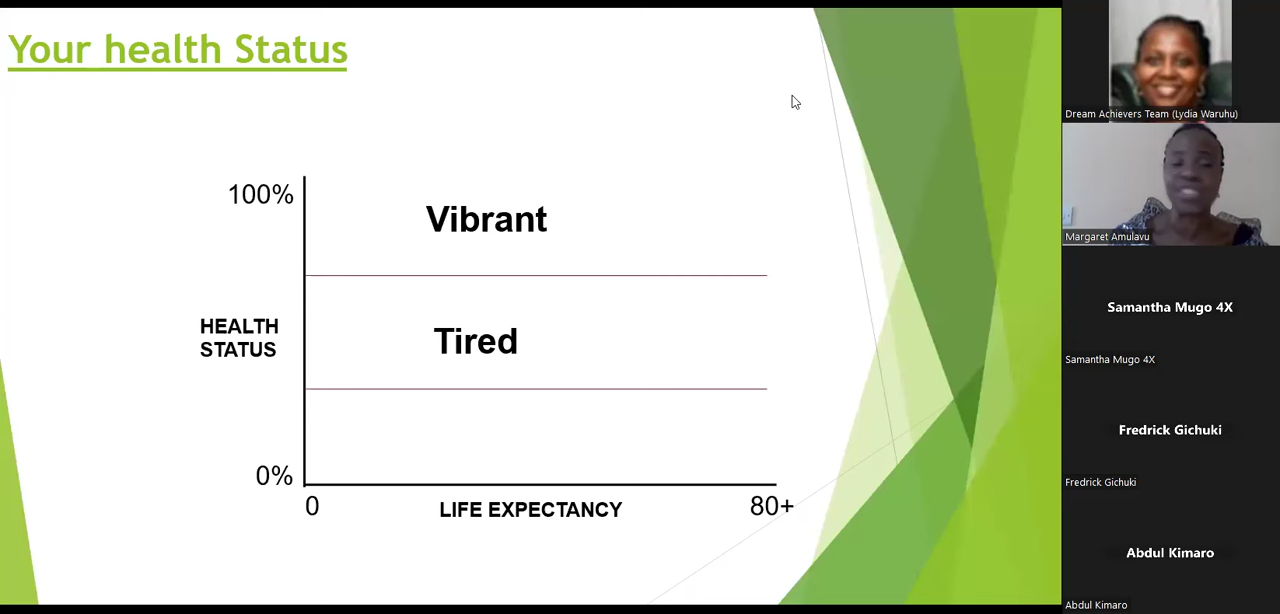 Your health Status
100%
Vibrant
HEALTH
STATUS
Tired
0%
0
LIFE EXPECTANCY
80+
Dream Achievers Team (Lydia Waruhu)
Margaret Amulavu
Samantha Mugo 4X
Samantha Mugo 4X
Fredrick Gichuki
Fredrick Gichuki
Abdul Kimaro
Abdul Kimaro